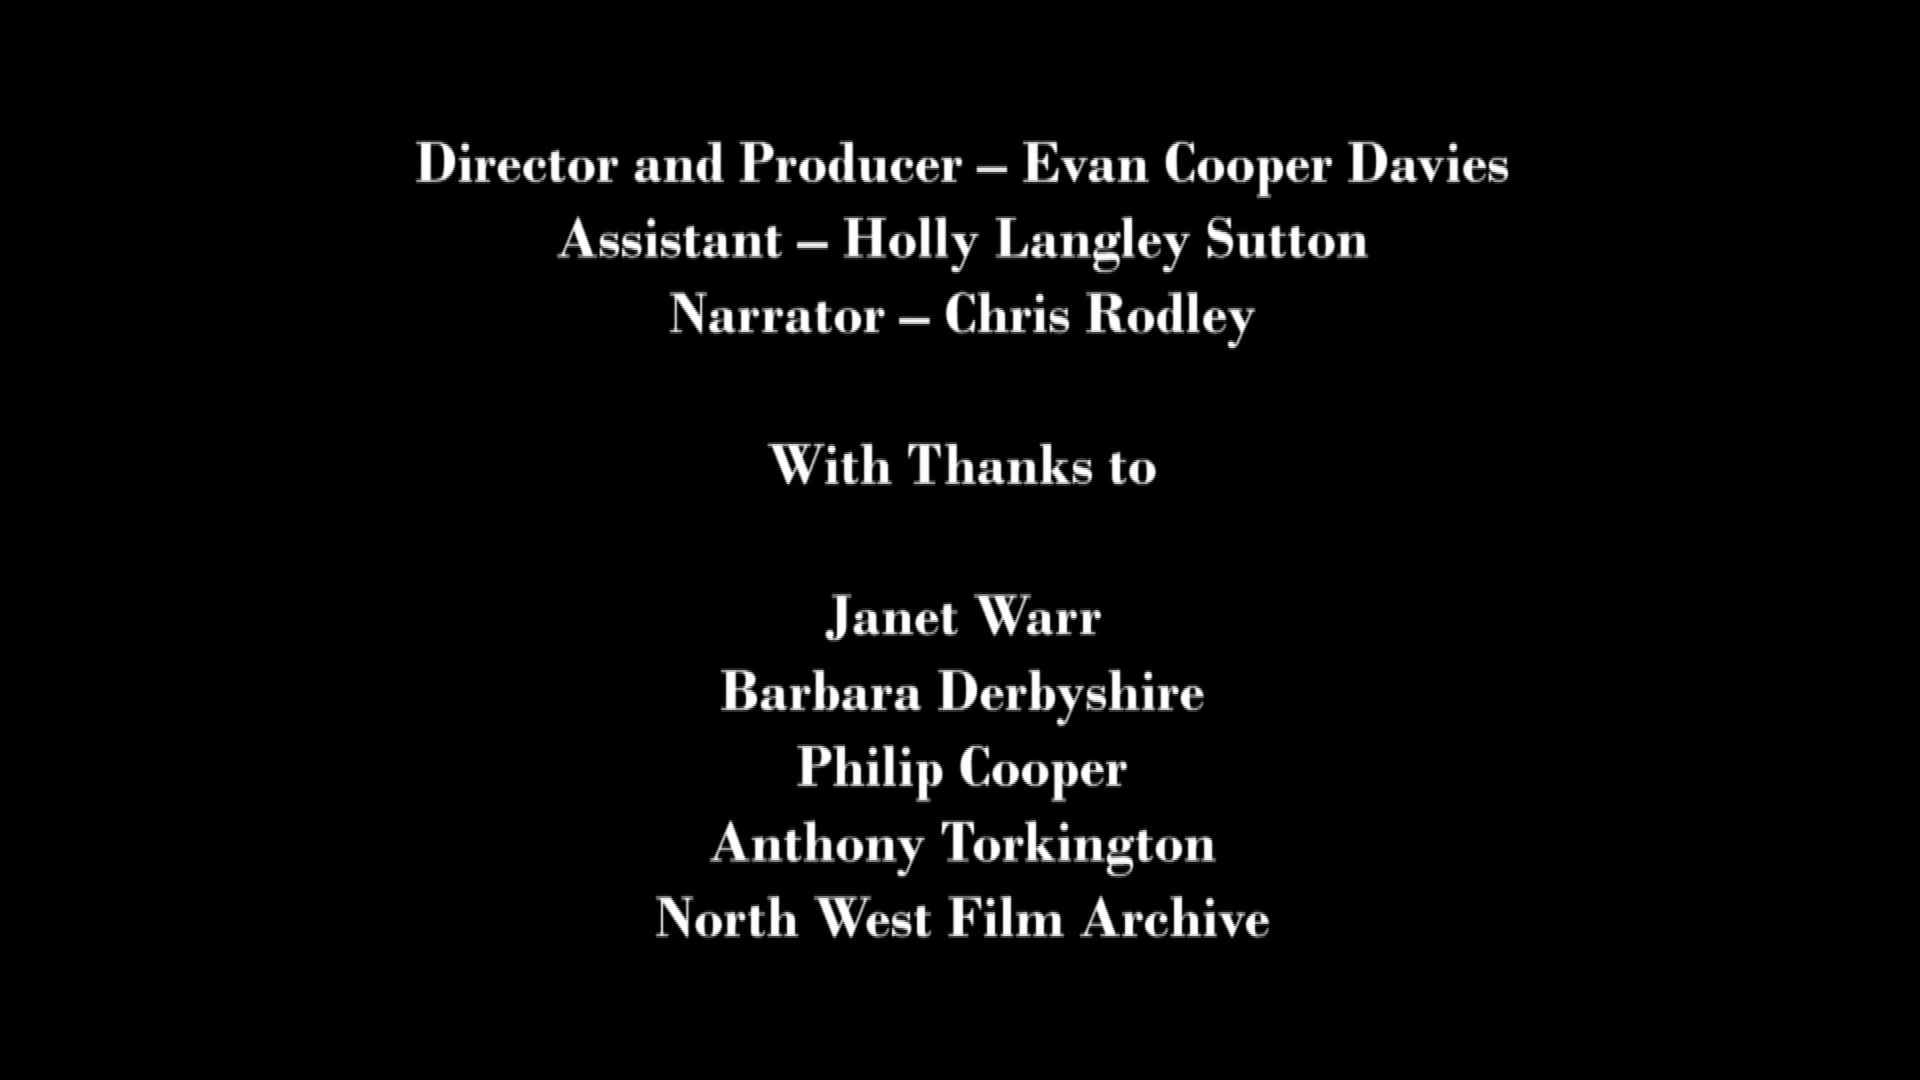 Director and Producer – Evan Cooper Davies
Assistant – Holly Langley Sutton
Narrator – Chris Rodley
With Thanks to
Janet Warr
Barbara Derbyshire
Philip Cooper
Anthony Torkington
North West Film Archive